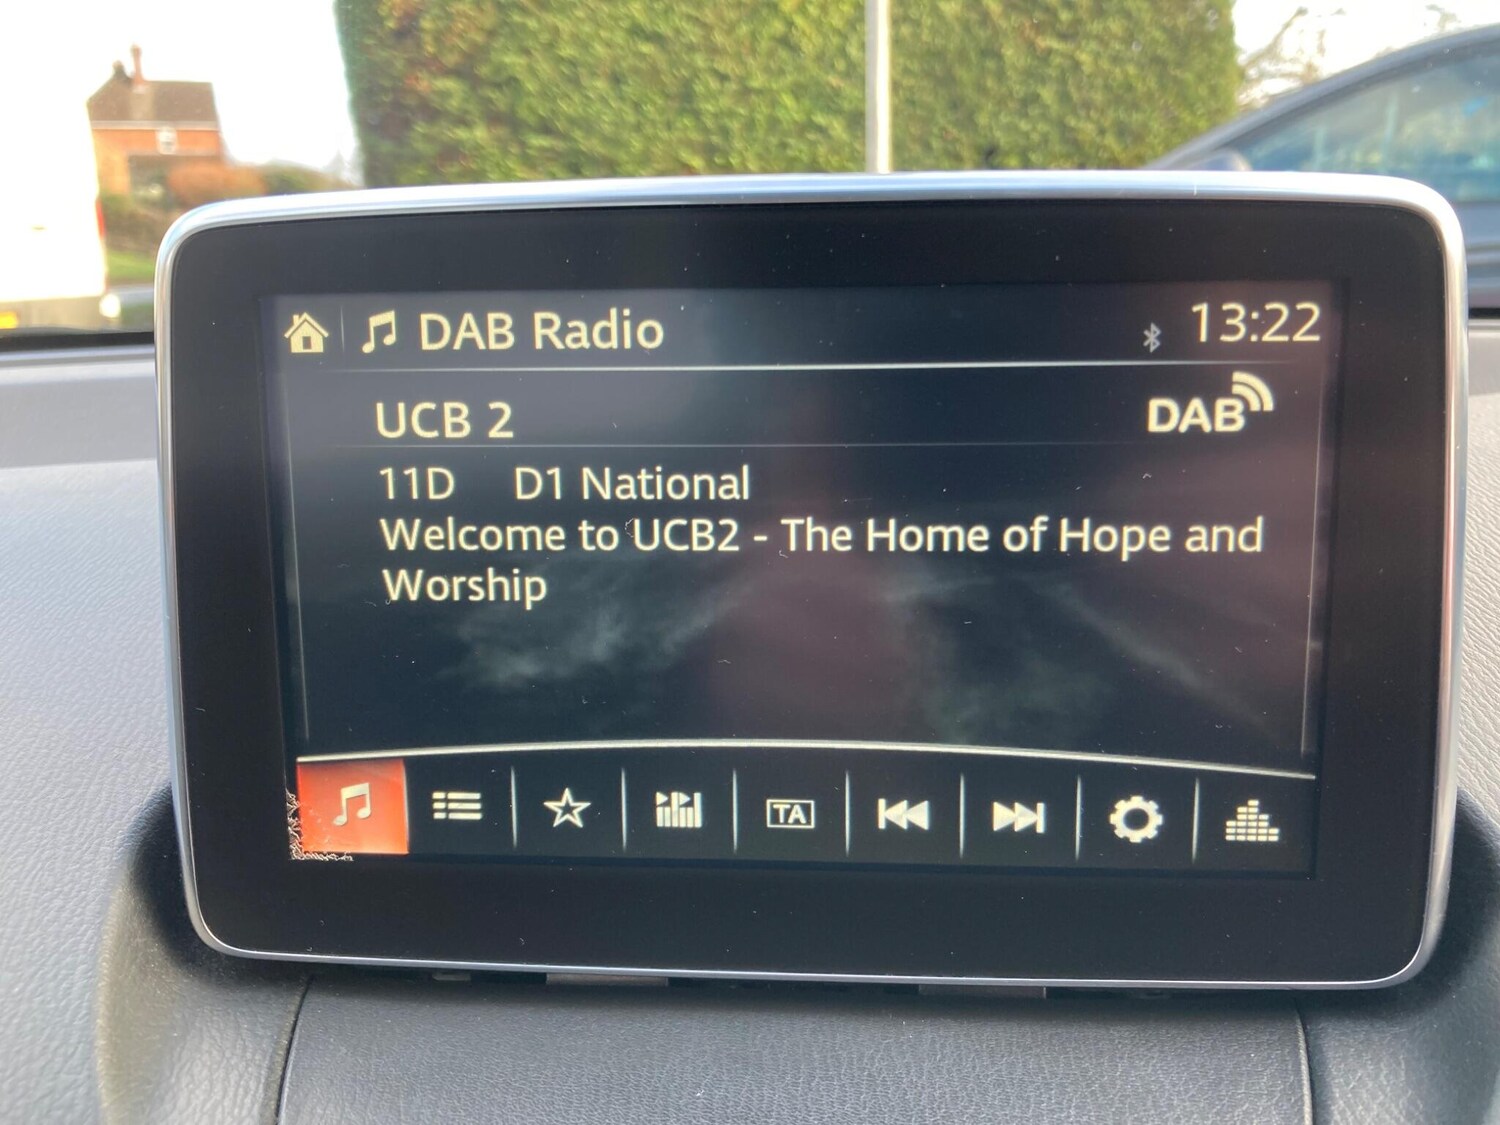 DAB Radio 13:22
UCB 2 DAB
11D D1 National
Welcome to UCB2 - The Home of Hope and
Worship
TA